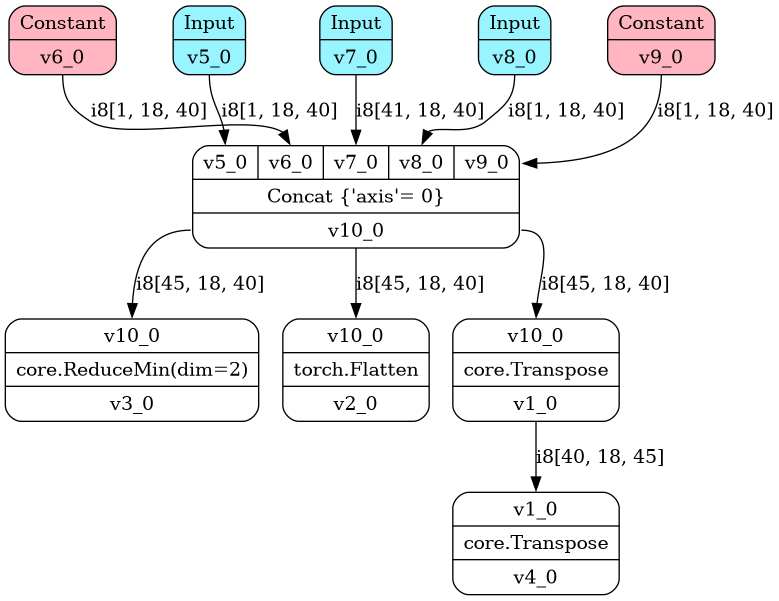 Constant
v6_0
Input
v5_0
Input
v7_0
Input
v8_0
Constant
v9_0
i8[1, 18, 40]
i8[1, 18, 40]
i8[41, 18, 40]
i8[1, 18, 40]
i8[1, 18, 40]
v5_0 v6_0 v7_0 v8_0 v9_0
Concat {'axis'= 0}
v10_0
i8[45, 18, 40]
i8[45, 18, 40]
i8[45, 18, 40]
v10_0
core.ReduceMin(dim=2)
v3_0
v10_0
torch.Flatten
v2_0
v10_0
core.Transpose
v1_0
i8[40, 18, 45]
v1_0
core.Transpose
v4_0